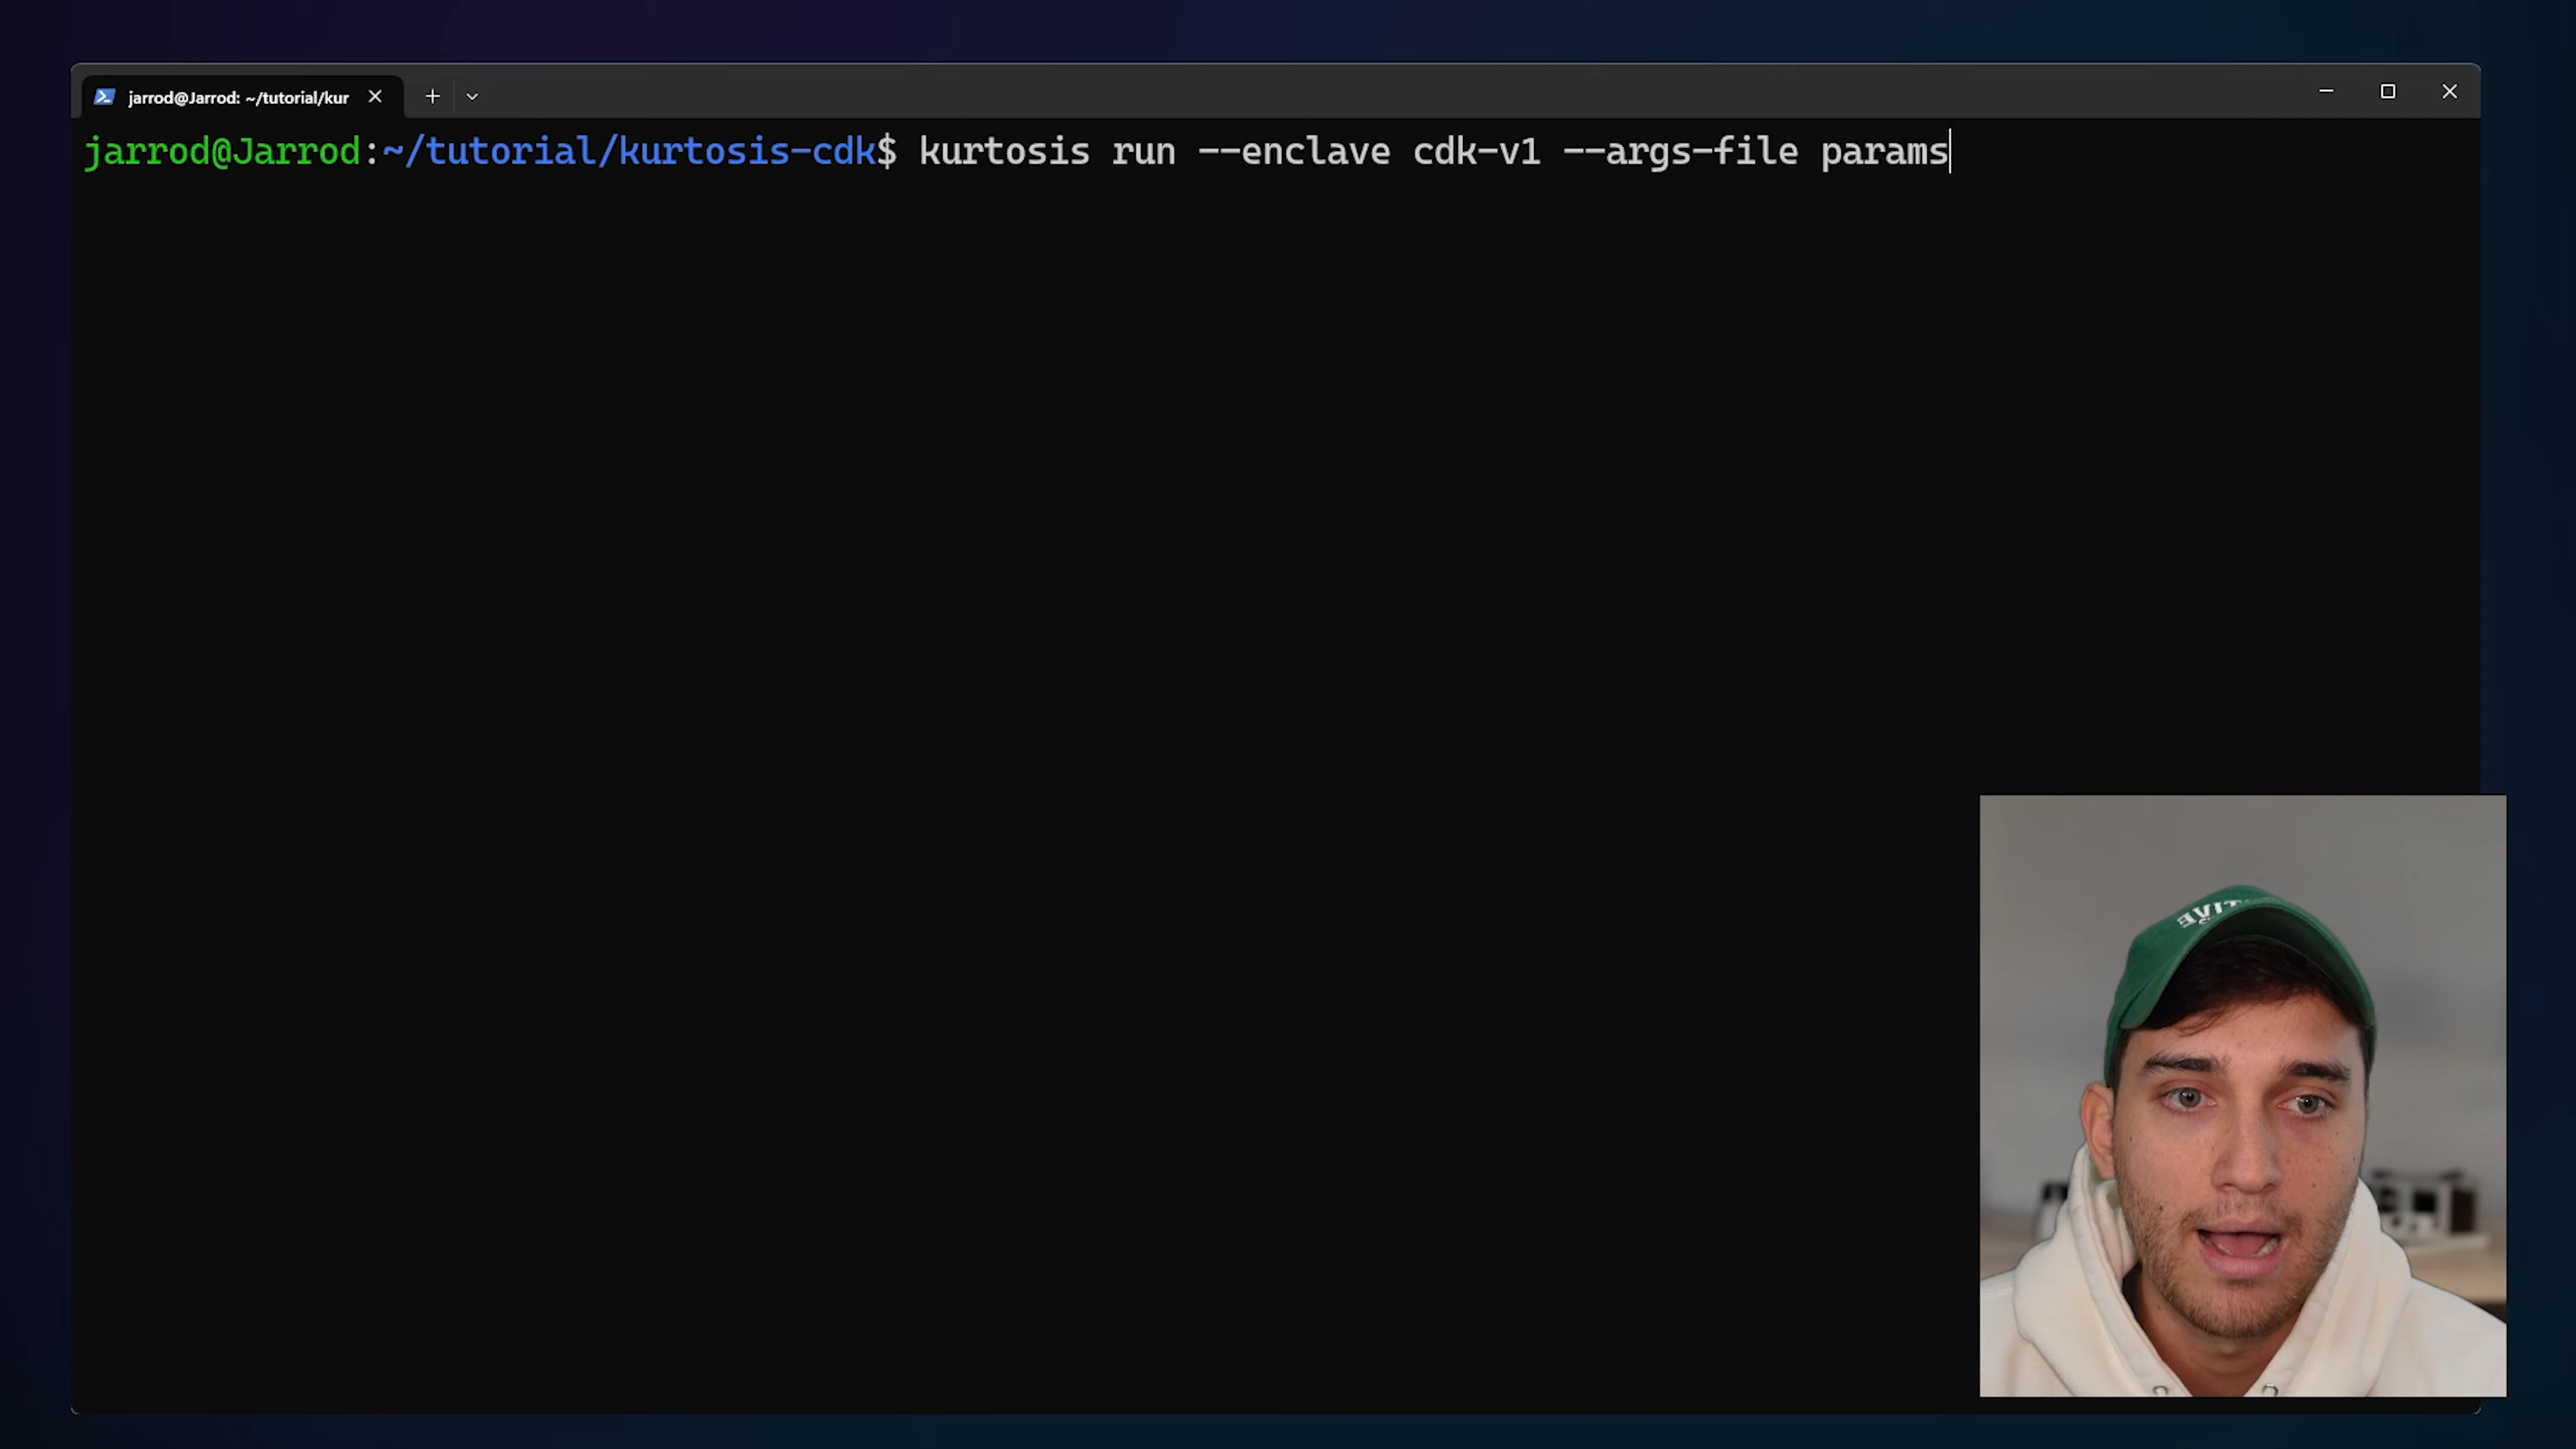 jarrod@Jarrod: ~/tutorial/kur
jarrod@Jarrod:~/tutorial/kurtosis-cdk$ kurtosis run --enclave cdk-v1 --args-file params